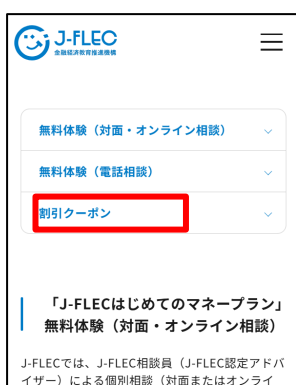 J-FLEC
金融経済教育推進機構
無料体験（対面・オンライン相談）
無料体験（電話相談）
割引クーポン
「J-FLECはじめてのマネープラン」
無料体験（対面・オンライン相談）
J-FLECでは、J-FLEC相談員（J-FLEC認定アドバ
イザー）による個別相談（対面またはオンライ